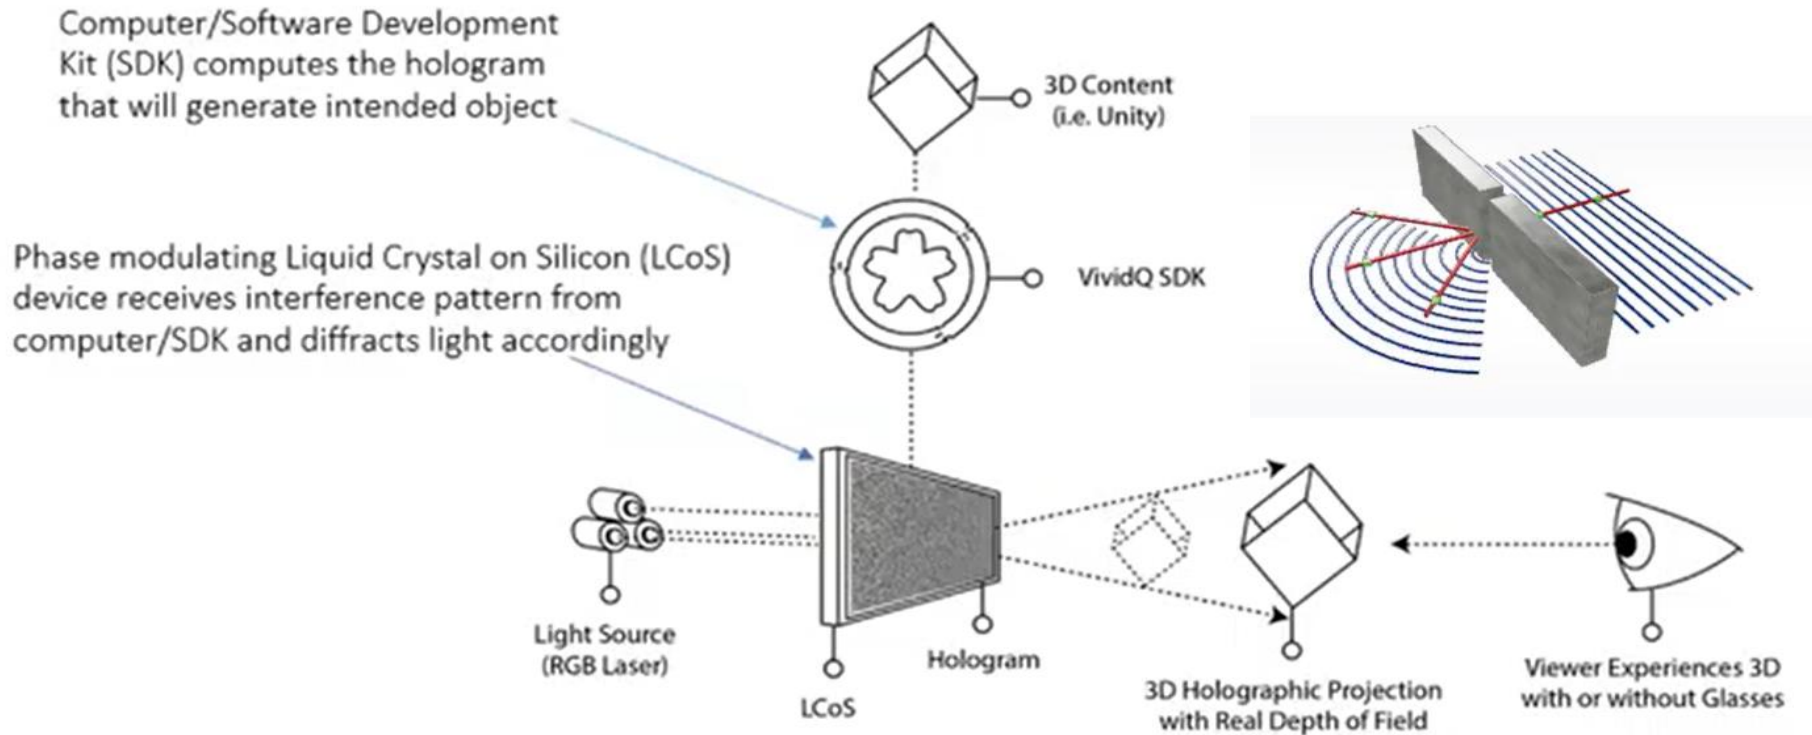 Computer/Software Development
Kit (SDK) computes the hologram
that will generate intended object
3D Content
(i.e. Unity)
Phase modulating Liquid Crystal on Silicon (LCoS)
device receives interference pattern from
computer/SDK and diffracts light accordingly
VividQ SDK
Light Source
(RGB Laser)
LCoS
Hologram
3D Holographic Projection
with Real Depth of Field
Viewer Experiences 3D
with or without Glasses